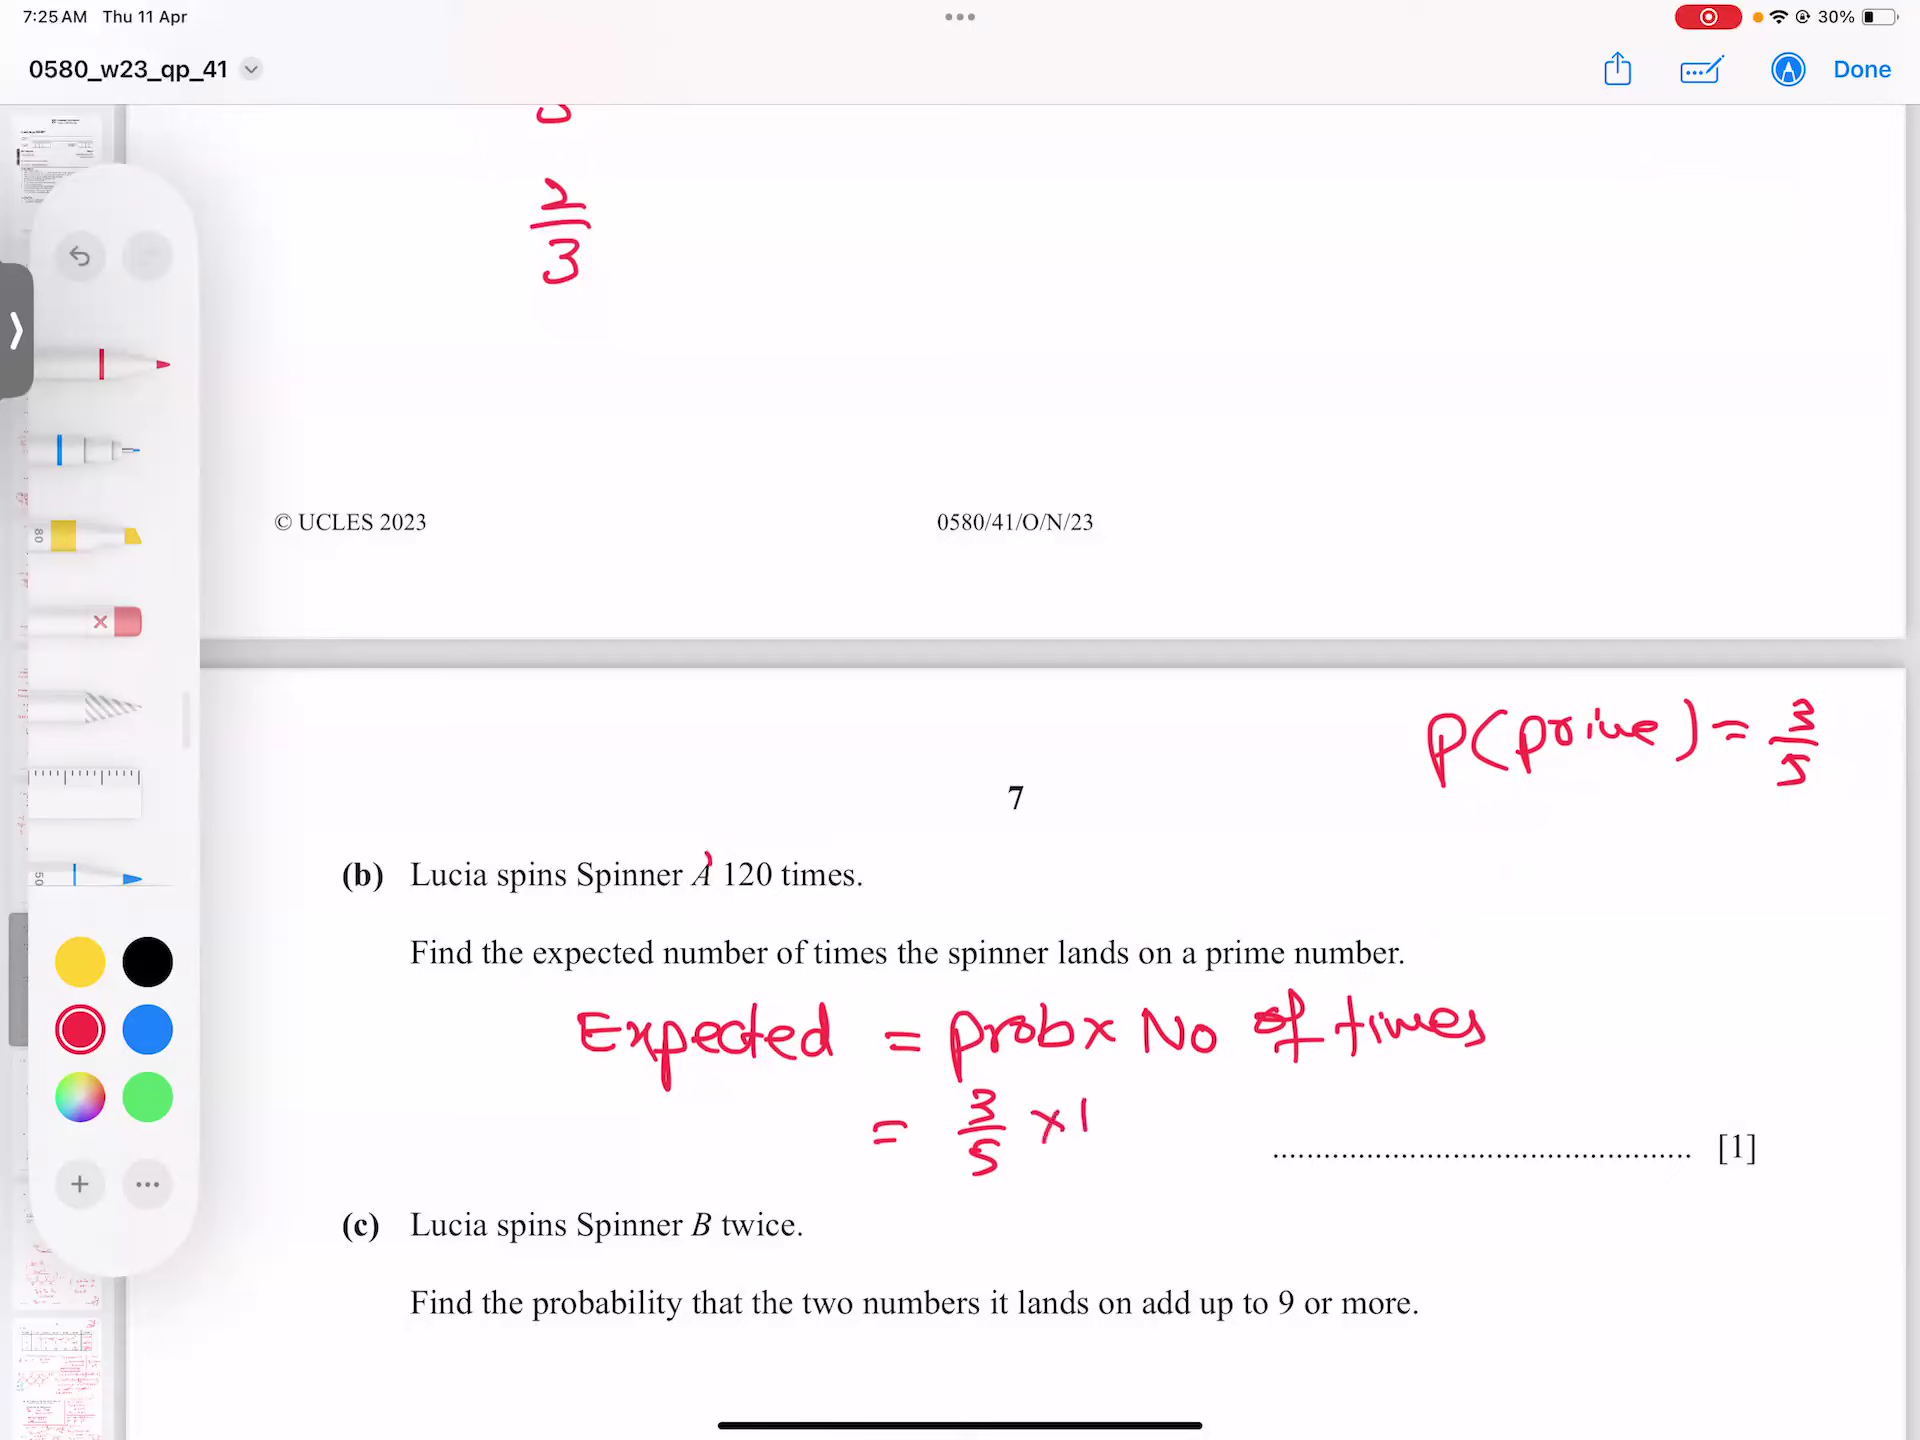 7:25 AM Thu 11 Apr
30%
0580_w23_qp_41
Done
2
3
© UCLES 2023
0580/41/O/N/23
P(prime) = 3/5
7
(b) Lucia spins Spinner A 120 times.
Find the expected number of times the spinner lands on a prime number.
Expected = prob × No of times
= 3/5 × 1
[1]
(c) Lucia spins Spinner B twice.
Find the probability that the two numbers it lands on add up to 9 or more.
80
50